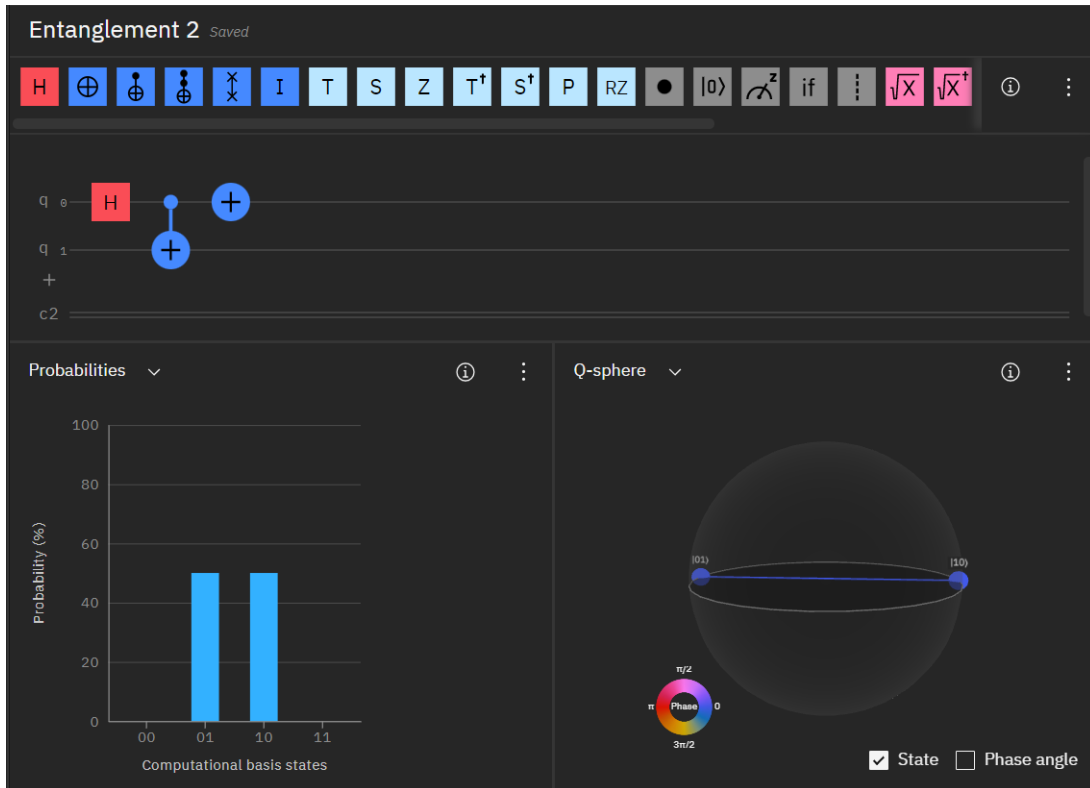 Entanglement 2 Saved
H T S Z T† S† P RZ |0⟩ z if √X √X†
q 0 H
q 1
+
c2
Probabilities
Q-sphere
100
80
60
40
20
0
Probability (%)
00 01 10 11
Computational basis states
|01⟩
|10⟩
π/2
π Phase 0
3π/2
State Phase angle